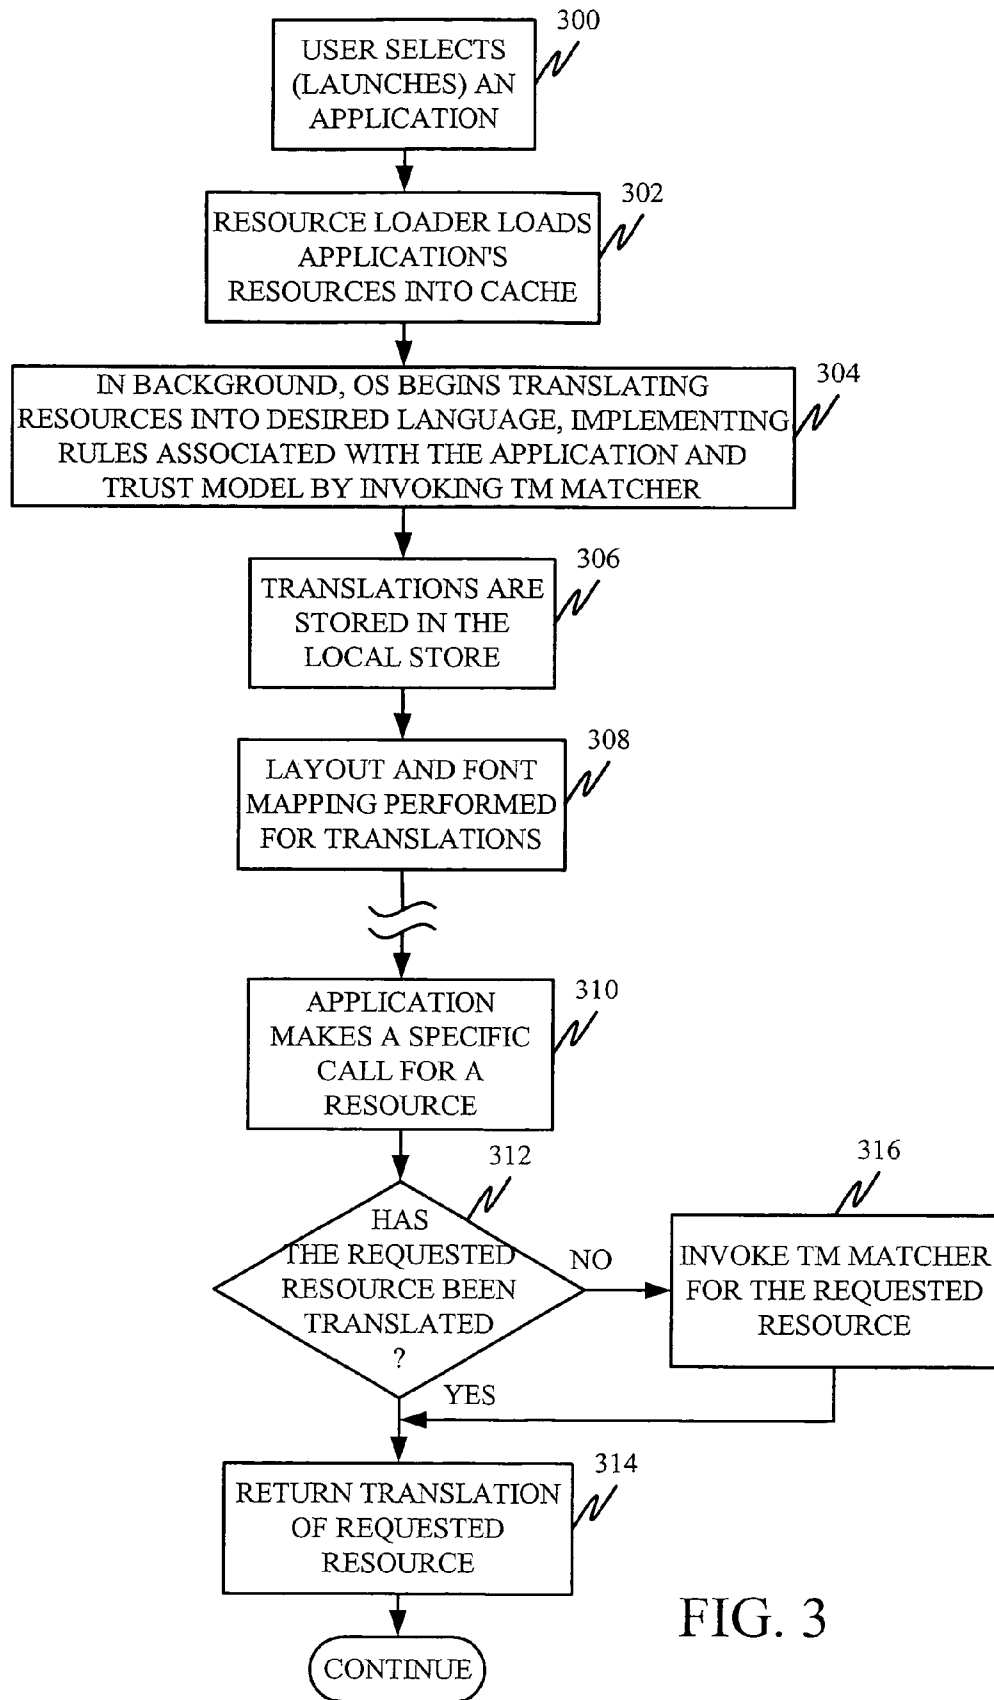 300
USER SELECTS
(LAUNCHES) AN
APPLICATION
302
RESOURCE LOADER LOADS
APPLICATION'S
RESOURCES INTO CACHE
304
IN BACKGROUND, OS BEGINS TRANSLATING
RESOURCES INTO DESIRED LANGUAGE, IMPLEMENTING
RULES ASSOCIATED WITH THE APPLICATION AND
TRUST MODEL BY INVOKING TM MATCHER
306
TRANSLATIONS ARE
STORED IN THE
LOCAL STORE
308
LAYOUT AND FONT
MAPPING PERFORMED
FOR TRANSLATIONS
310
APPLICATION
MAKES A SPECIFIC
CALL FOR A
RESOURCE
312
HAS
THE REQUESTED
RESOURCE BEEN
TRANSLATED
?
NO
316
INVOKE TM MATCHER
FOR THE REQUESTED
RESOURCE
YES
314
RETURN TRANSLATION
OF REQUESTED
RESOURCE
CONTINUE
FIG. 3